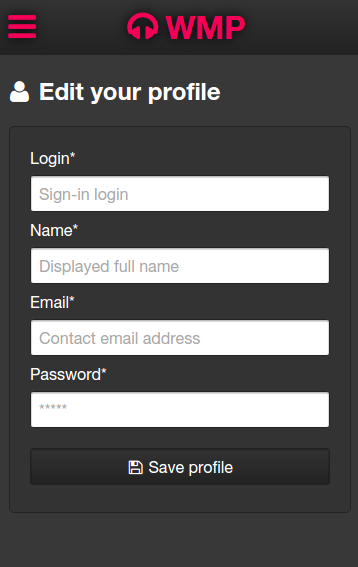 WMP
Edit your profile
Login*
Sign-in login
Name*
Displayed full name
Email*
Contact email address
Password*
*****
Save profile